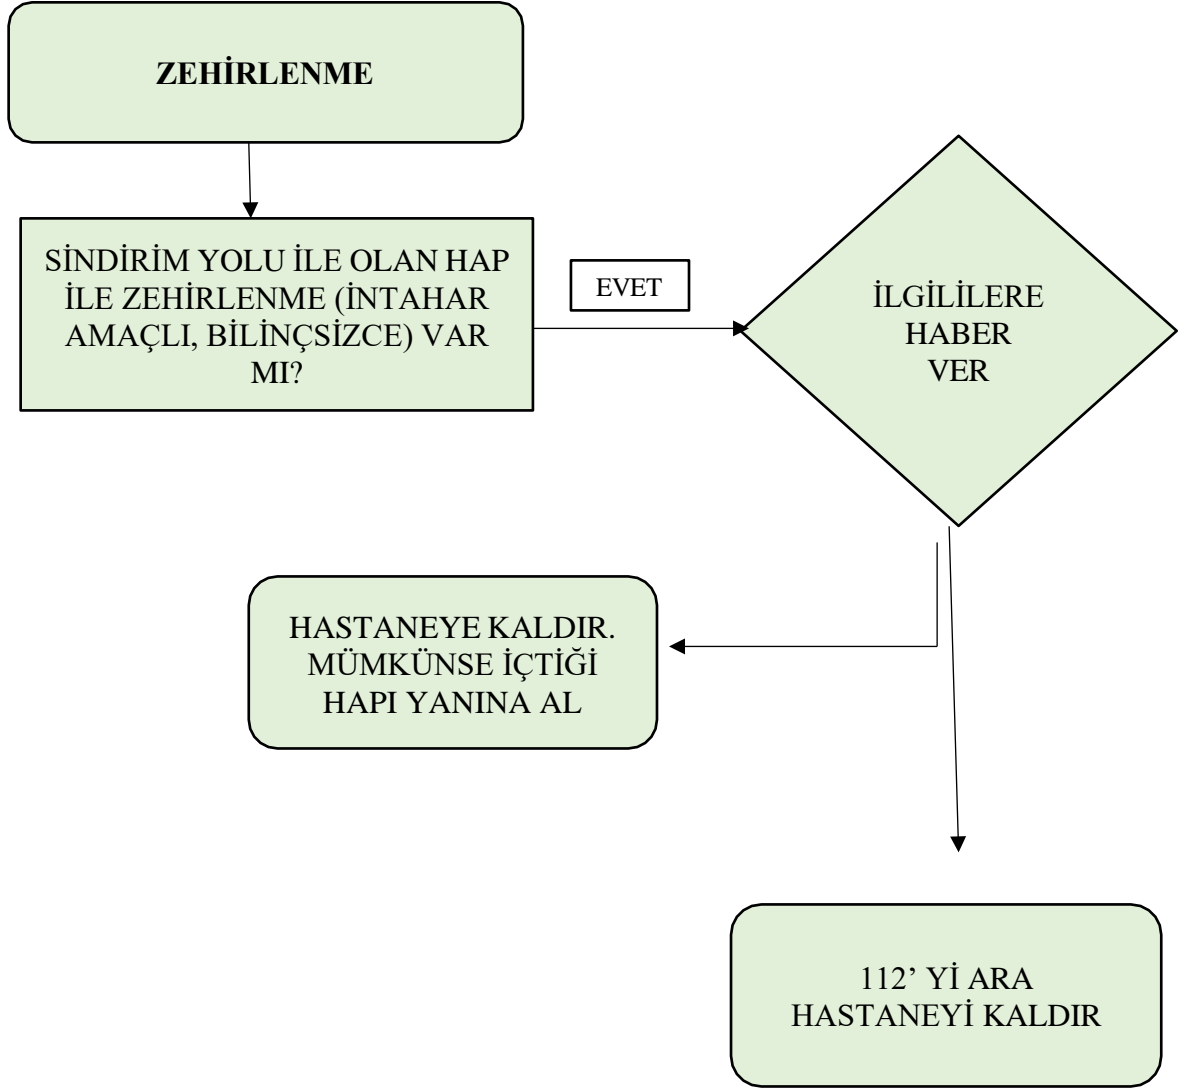 ZEHİRLENME
SİNDİRİM YOLU İLE OLAN HAP
İLE ZEHİRLENME (İNTAHAR
AMAÇLI, BİLİNÇSİZCE) VAR
MI?
EVET
İLGİLİLERE
HABER
VER
HASTANEYE KALDIR.
MÜMKÜNSE İÇTİĞİ
HAPI YANINA AL
112’ Yİ ARA
HASTANEYİ KALDIR